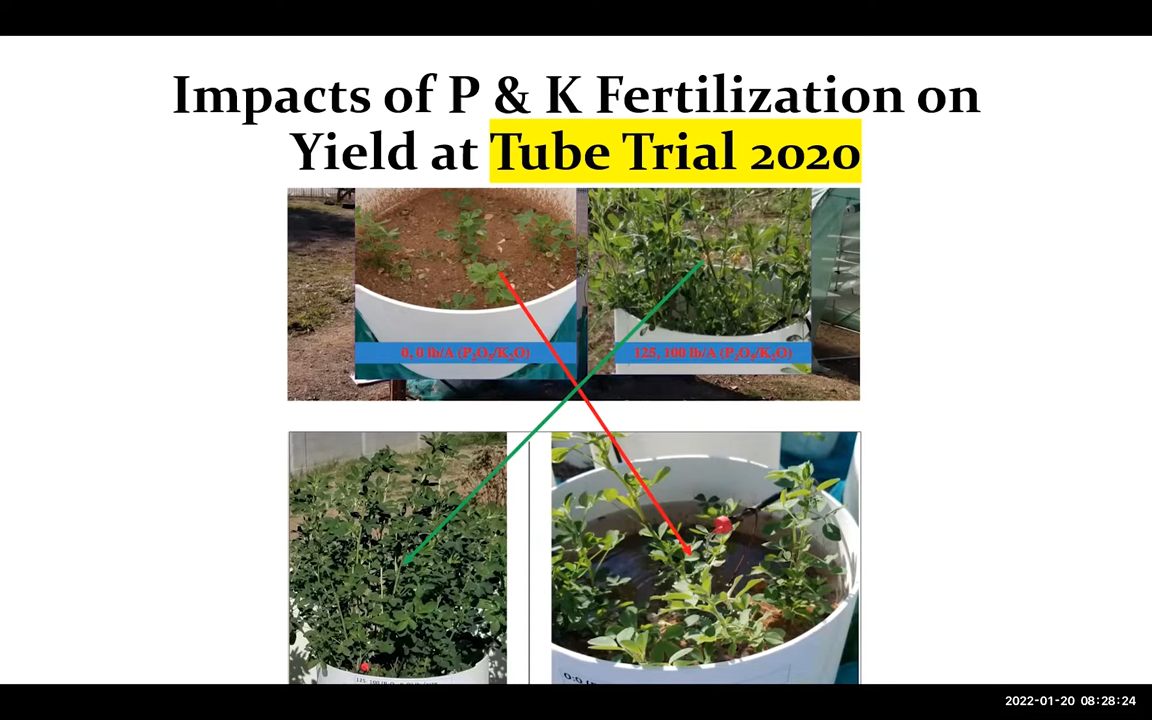 Impacts of P & K Fertilization on
Yield at Tube Trial 2020
0, 0 lb/A (P₂O₅/K₂O)
125, 100 lb/A (P₂O₅/K₂O)
2022-01-20 08:28:24